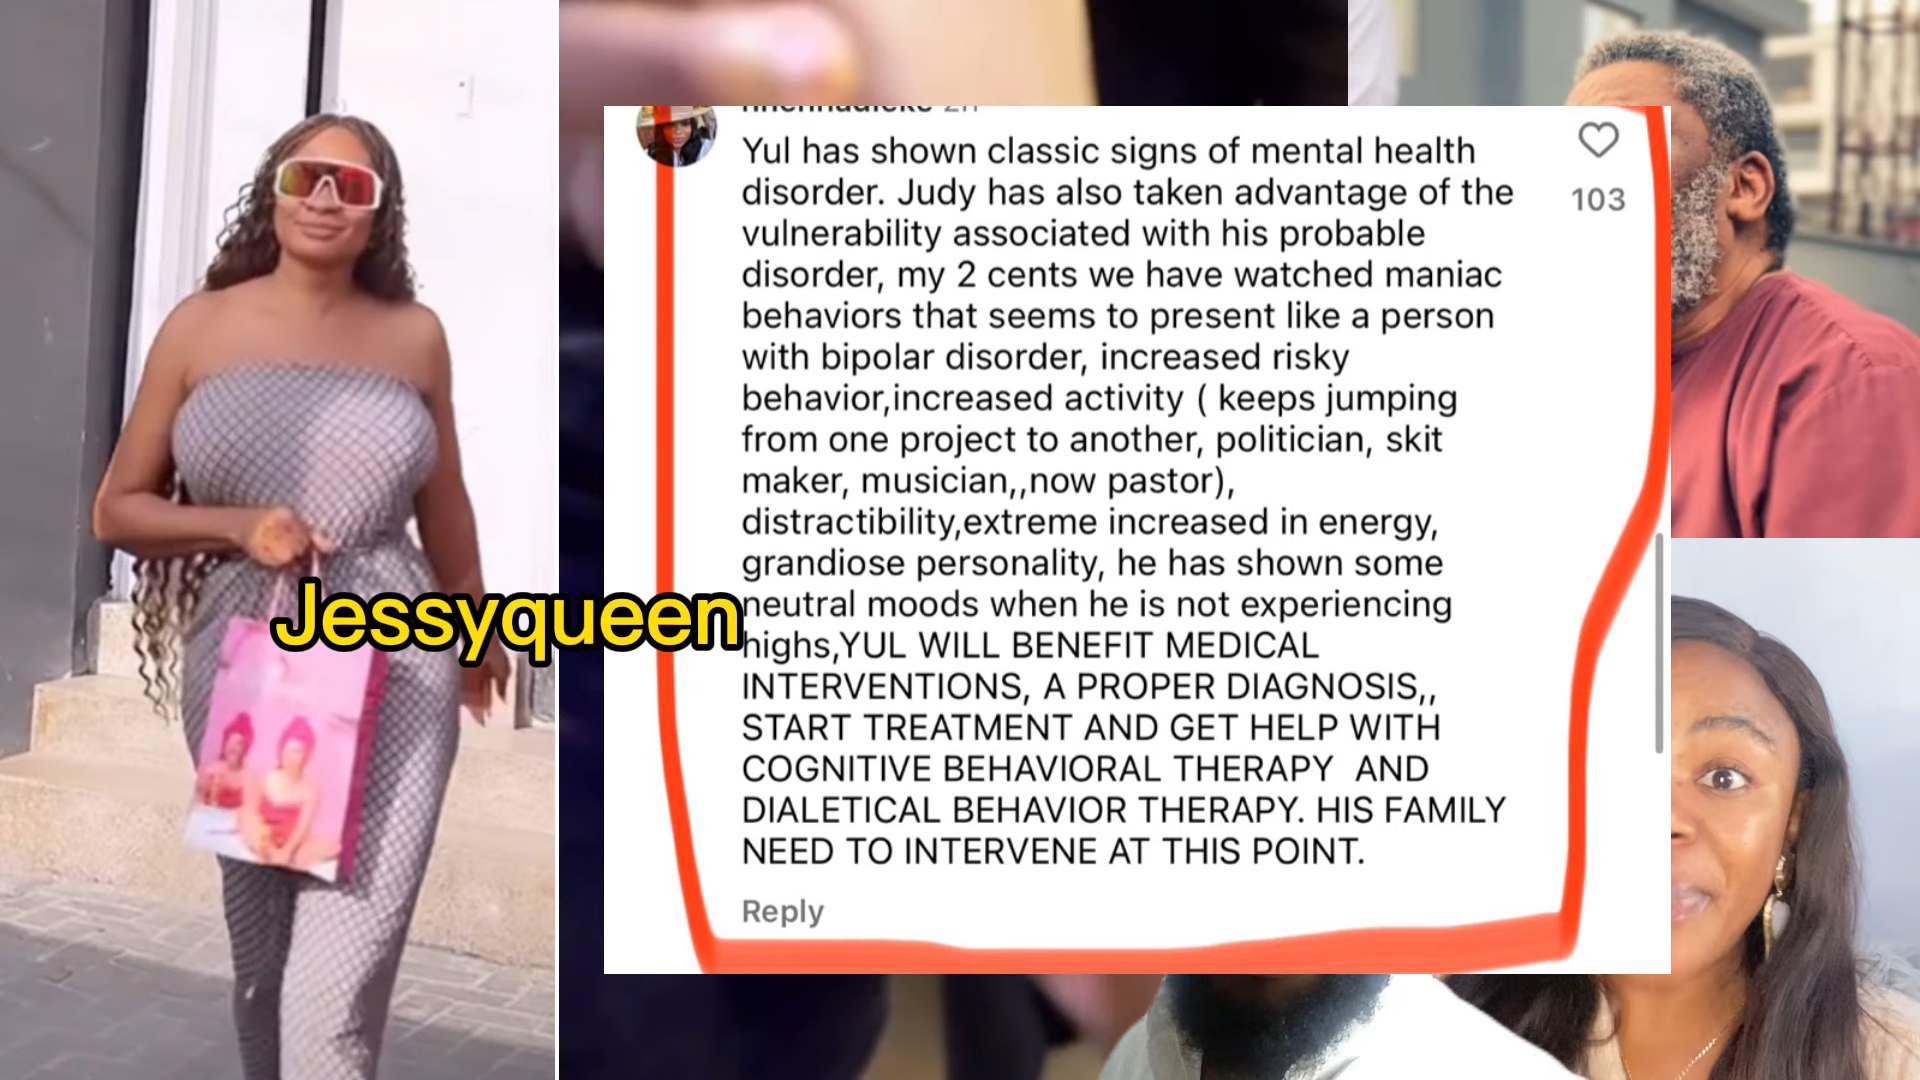 2h
Yul has shown classic signs of mental health
disorder. Judy has also taken advantage of the
vulnerability associated with his probable
disorder, my 2 cents we have watched maniac
behaviors that seems to present like a person
with bipolar disorder, increased risky
behavior,increased activity ( keeps jumping
from one project to another, politician, skit
maker, musician,,now pastor),
distractibility,extreme increased in energy,
grandiose personality, he has shown some
neutral moods when he is not experiencing
highs,YUL WILL BENEFIT MEDICAL
INTERVENTIONS, A PROPER DIAGNOSIS,,
START TREATMENT AND GET HELP WITH
COGNITIVE BEHAVIORAL THERAPY AND
DIALETICAL BEHAVIOR THERAPY. HIS FAMILY
NEED TO INTERVENE AT THIS POINT.
Reply
103
Jessyqueen